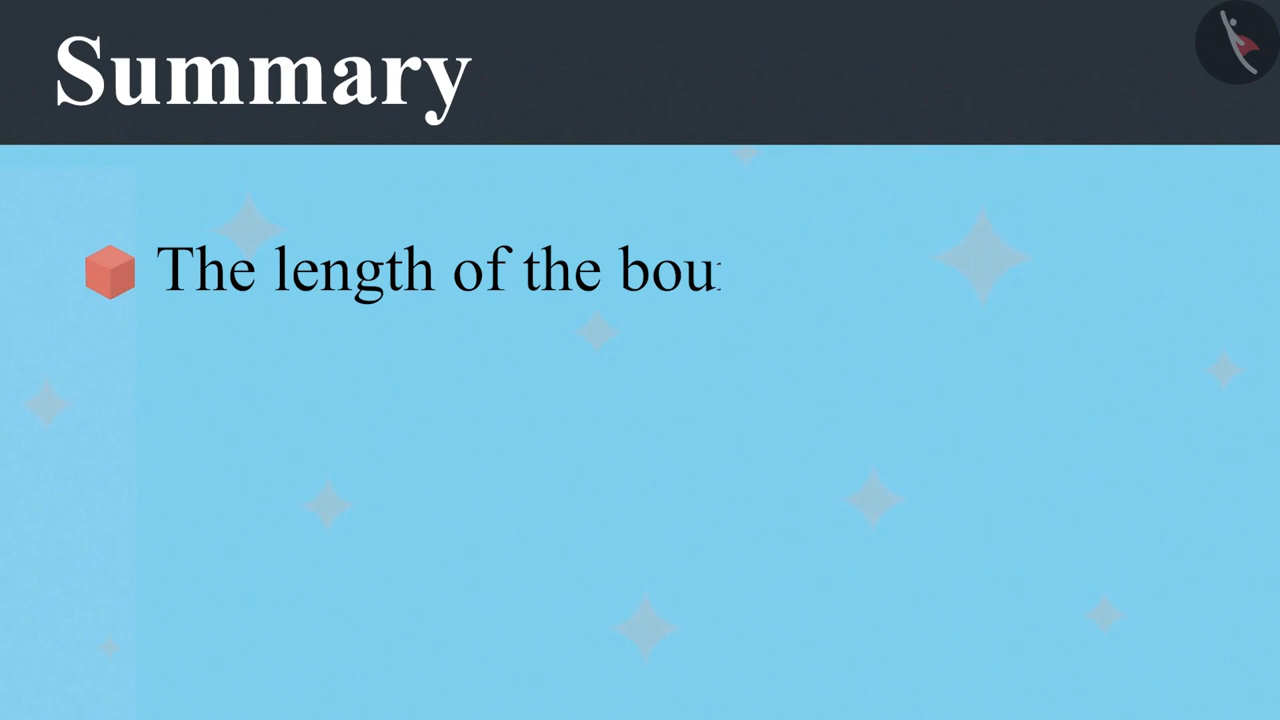 Summary
The length of the bou